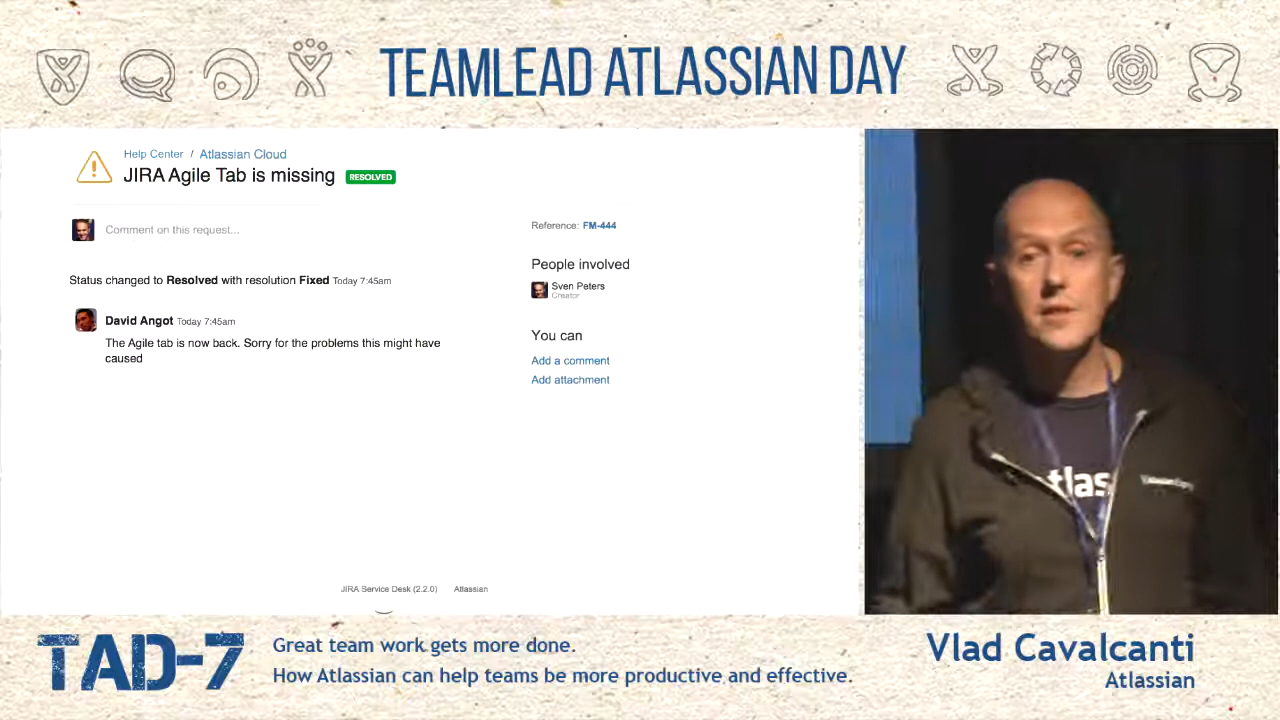 TEAMLEAD ATLASSIAN DAY
Help Center / Atlassian Cloud
JIRA Agile Tab is missing RESOLVED
Comment on this request...
Reference: FM-444
People involved
Sven Peters
Creator
Status changed to Resolved with resolution Fixed Today 7:45am
David Angot Today 7:45am
The Agile tab is now back. Sorry for the problems this might have
caused
You can
Add a comment
Add attachment
JIRA Service Desk (2.2.0) Atlassian
atlas
TAD-7
Great team work gets more done.
How Atlassian can help teams be more productive and effective.
Vlad Cavalcanti
Atlassian